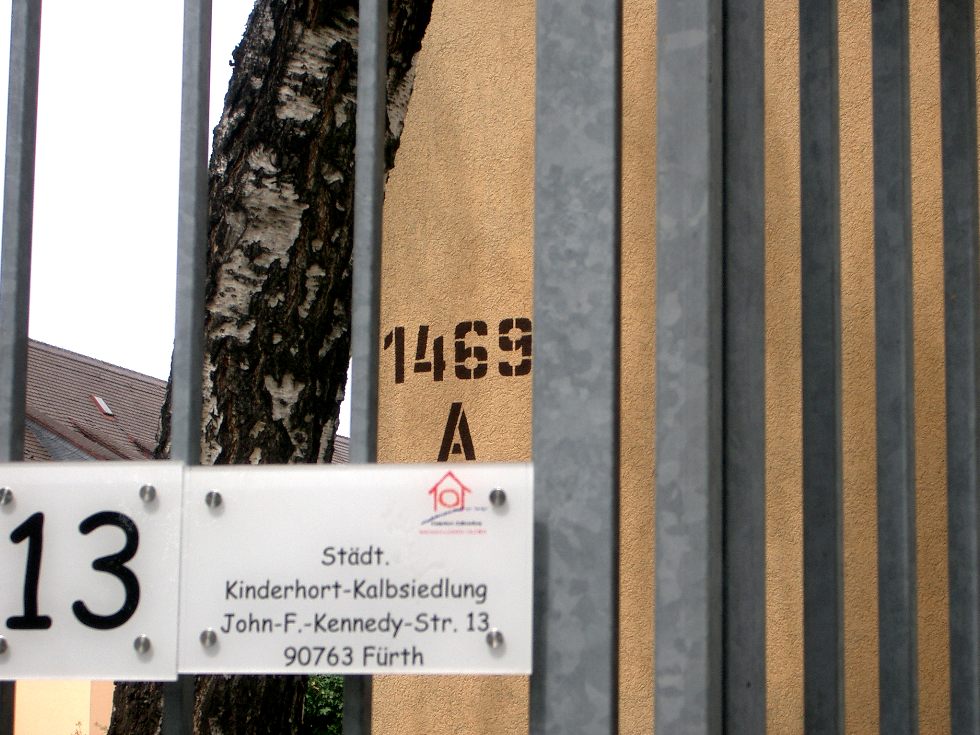 1469
A
13
Städt.
Kinderhort-Kalbsiedlung
John-F.-Kennedy-Str. 13
90763 Fürth